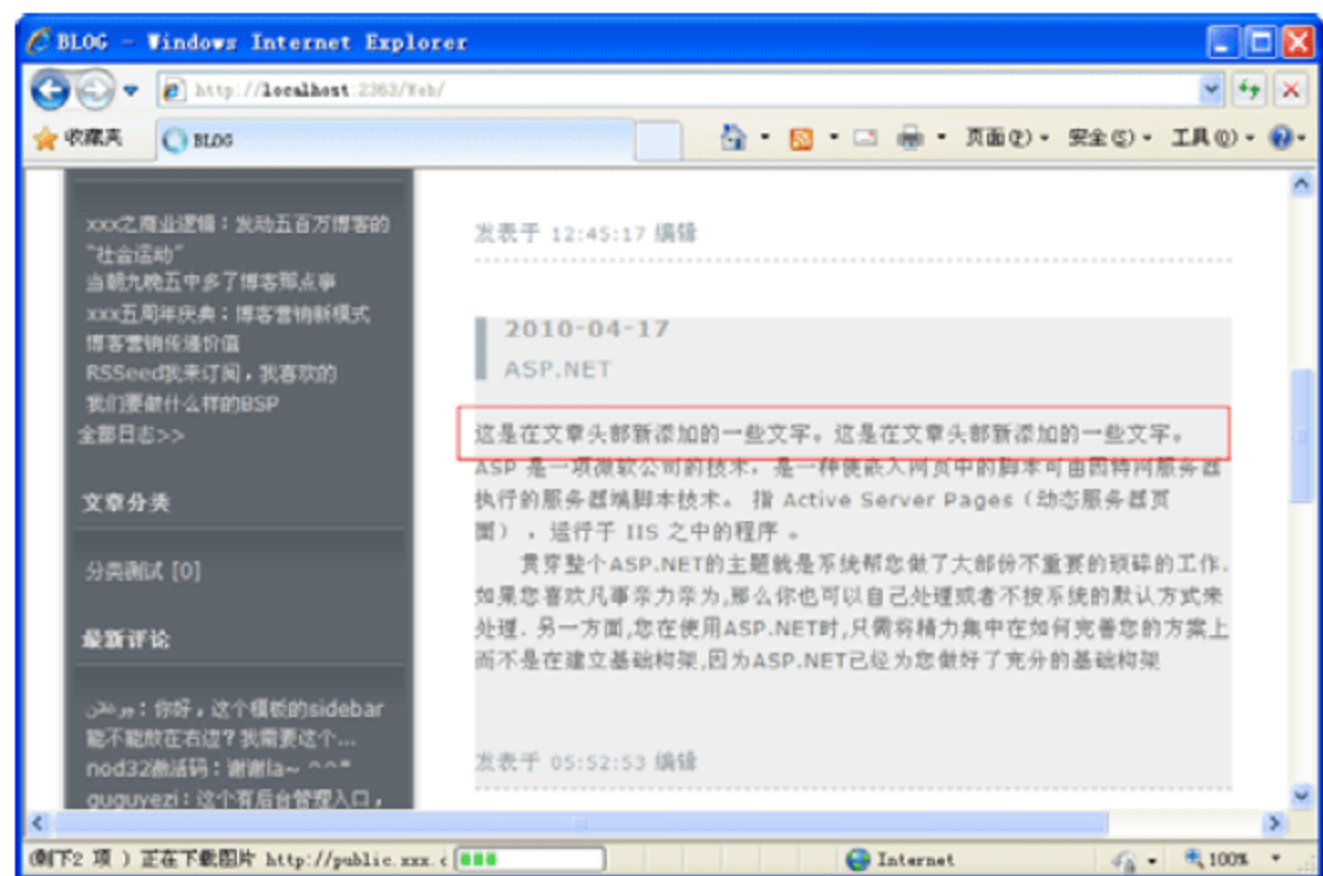 BLOG - Windows Internet Explorer
http://localhost:2363/Web/
收藏夹
BLOG
页面(P)
安全(S)
工具(O)
xxx之商业逻辑：发动五百万博客的
“社会运动”
当朝九晚五中多了博客那点事
xxx五周年庆典：博客营销新模式
博客营销传递价值
RSSeed我来订阅，我喜欢的
我们要做什么样的BSP
全部日志>>
文章分类
分类测试 [0]
最新评论
：你好，这个模板的sidebar
能不能放在右边？我需要这个...
nod32激活码：谢谢la~ ^^"
guguyezi：这个有后台管理入口，
发表于 12:45:17 编辑
2010-04-17
ASP.NET
这是在文章头部新添加的一些文字。这是在文章头部新添加的一些文字。
ASP 是一项微软公司的技术，是一种使嵌入网页中的脚本可由因特网服务器
执行的服务器端脚本技术。 指 Active Server Pages（动态服务器页
面） ，运行于 IIS 之中的程序 。
贯穿整个ASP.NET的主题就是系统帮您做了大部份不重要的琐碎的工作.
如果您喜欢凡事亲力亲为,那么你也可以自己处理或者不按系统的默认方式来
处理. 另一方面,您在使用ASP.NET时,只需将精力集中在如何完善您的方案上
而不是在建立基础构架,因为ASP.NET已经为您做好了充分的基础构架
发表于 05:52:53 编辑
(剩下2 项 ) 正在下载图片 http://public.xxx.c
Internet
100%